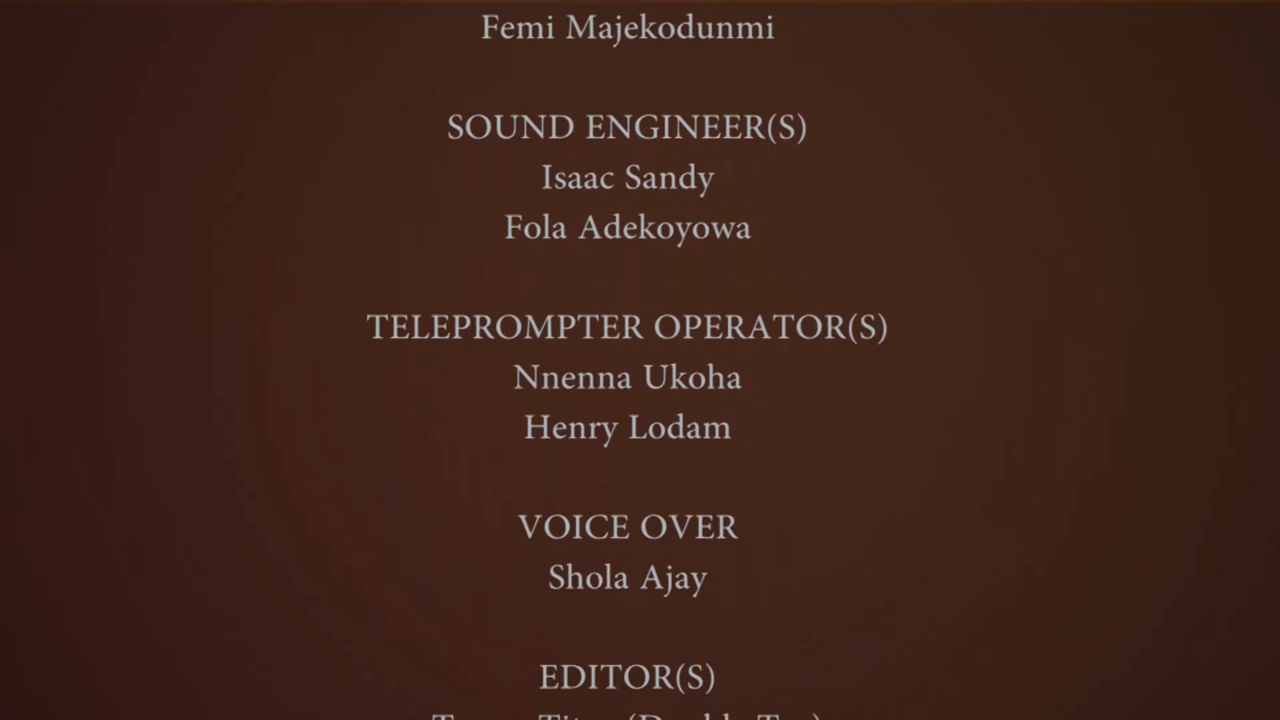 Femi Majekodunmi
SOUND ENGINEER(S)
Isaac Sandy
Fola Adekoyowa
TELEPROMPTER OPERATOR(S)
Nnenna Ukoha
Henry Lodam
VOICE OVER
Shola Ajay
EDITOR(S)